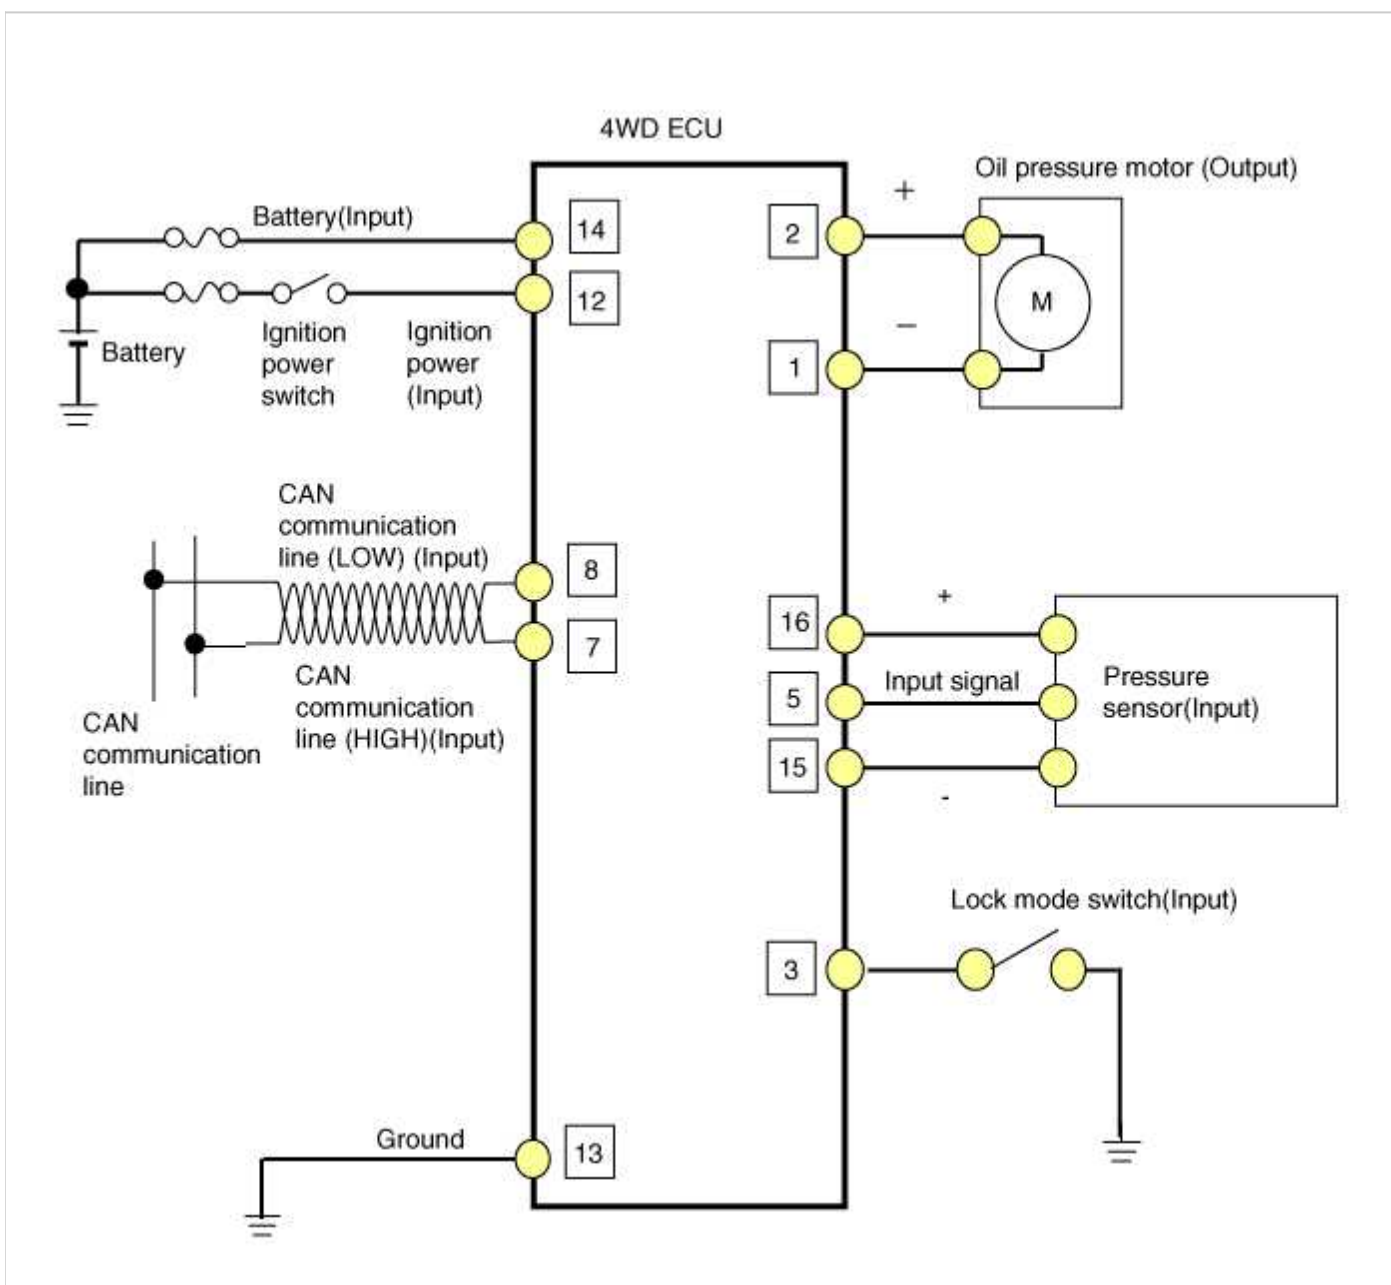 4WD ECU
Oil pressure motor (Output)
Battery(Input)
14
12
Ignition
power
switch
Ignition
power
(Input)
Battery
2
+
−
1
M
CAN
communication
line (LOW) (Input)
8
7
CAN
communication
line (HIGH)(Input)
CAN
communication
line
16
+
5
Input signal
15
-
Pressure
sensor(Input)
Lock mode switch(Input)
3
Ground
13